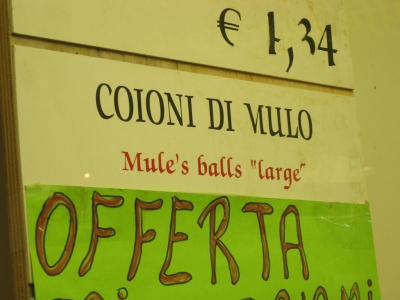 € 1,34
COIONI DI MULO
Mule's balls "large"
OFFERTA